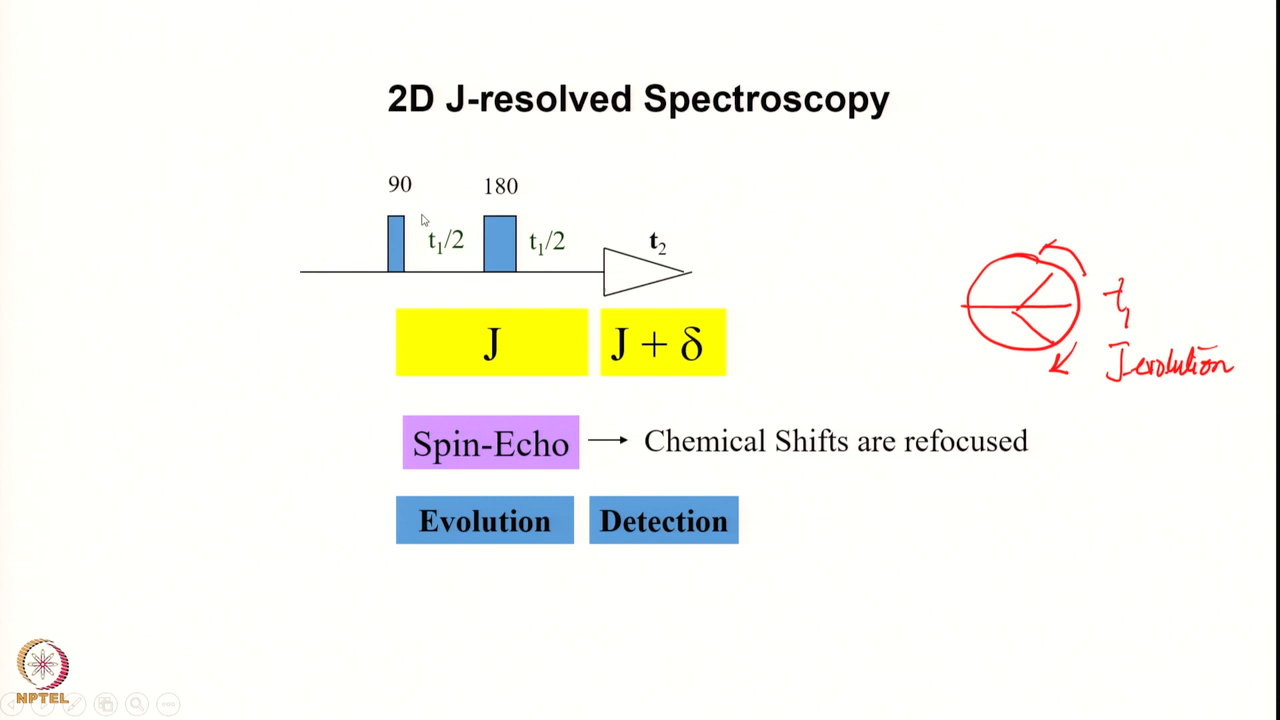 2D J-resolved Spectroscopy
90 180
t₁/2 t₁/2 t₂
J J + δ
t₁
J evolution
Spin-Echo → Chemical Shifts are refocused
Evolution Detection
NPTEL